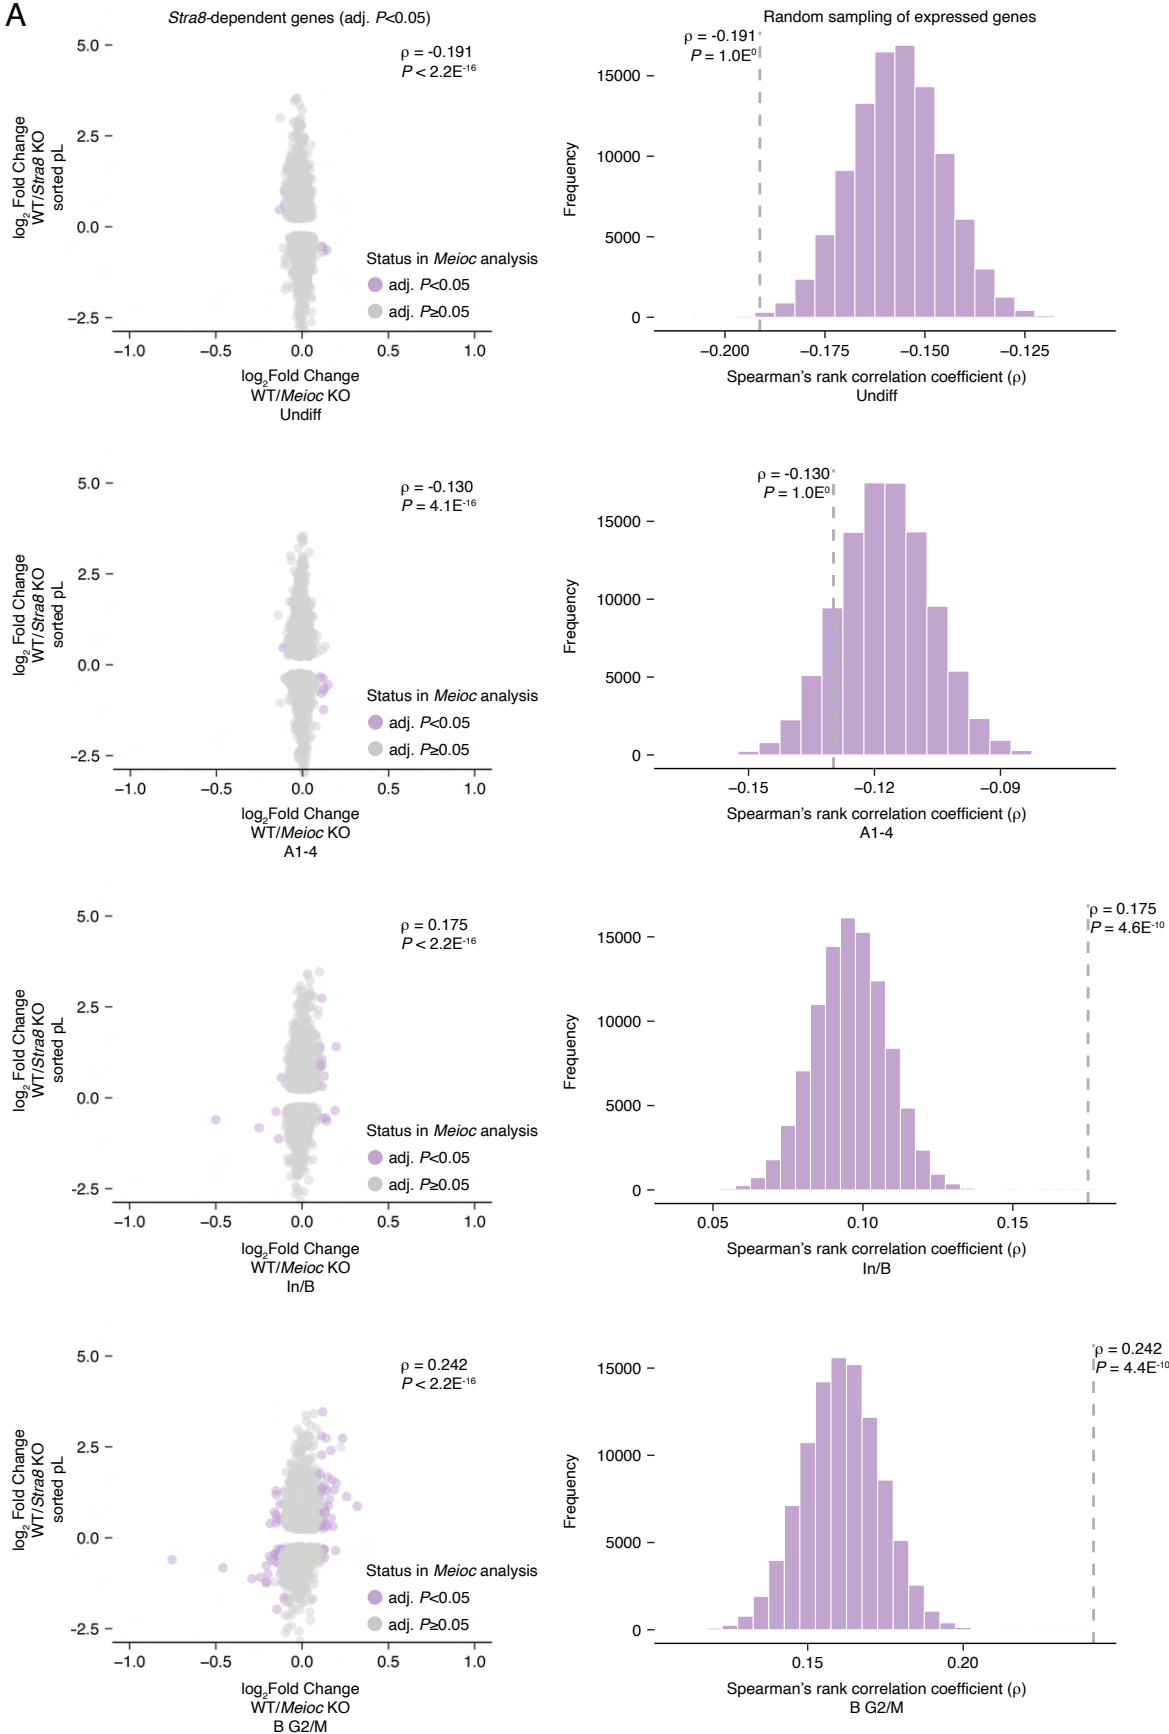 A
Stra8-dependent genes (adj. P<0.05)
5.0
2.5
0.0
−2.5
log₂ Fold Change
WT/Stra8 KO
sorted pL
ρ = -0.191
P < 2.2E⁻¹⁶
Status in Meioc analysis
adj. P<0.05
adj. P≥0.05
−1.0
−0.5
0.0
0.5
1.0
log₂Fold Change
WT/Meioc KO
Undiff
Random sampling of expressed genes
ρ = -0.191
P = 1.0E⁰
15000
10000
5000
0
Frequency
−0.200
−0.175
−0.150
−0.125
Spearman's rank correlation coefficient (ρ)
Undiff
5.0
2.5
0.0
−2.5
log₂ Fold Change
WT/Stra8 KO
sorted pL
ρ = -0.130
P = 4.1E⁻¹⁶
Status in Meioc analysis
adj. P<0.05
adj. P≥0.05
−1.0
−0.5
0.0
0.5
1.0
log₂Fold Change
WT/Meioc KO
A1-4
ρ = -0.130
P = 1.0E⁰
15000
10000
5000
0
Frequency
−0.15
−0.12
−0.09
Spearman's rank correlation coefficient (ρ)
A1-4
5.0
2.5
0.0
−2.5
log₂ Fold Change
WT/Stra8 KO
sorted pL
ρ = 0.175
P < 2.2E⁻¹⁶
Status in Meioc analysis
adj. P<0.05
adj. P≥0.05
−1.0
−0.5
0.0
0.5
1.0
log₂Fold Change
WT/Meioc KO
In/B
ρ = 0.175
P = 4.6E⁻¹⁰
15000
10000
5000
0
Frequency
0.05
0.10
0.15
Spearman's rank correlation coefficient (ρ)
In/B
5.0
2.5
0.0
−2.5
log₂ Fold Change
WT/Stra8 KO
sorted pL
ρ = 0.242
P < 2.2E⁻¹⁶
Status in Meioc analysis
adj. P<0.05
adj. P≥0.05
−1.0
−0.5
0.0
0.5
1.0
log₂Fold Change
WT/Meioc KO
B G2/M
ρ = 0.242
P = 4.4E⁻¹⁰
15000
10000
5000
0
Frequency
0.15
0.20
Spearman's rank correlation coefficient (ρ)
B G2/M